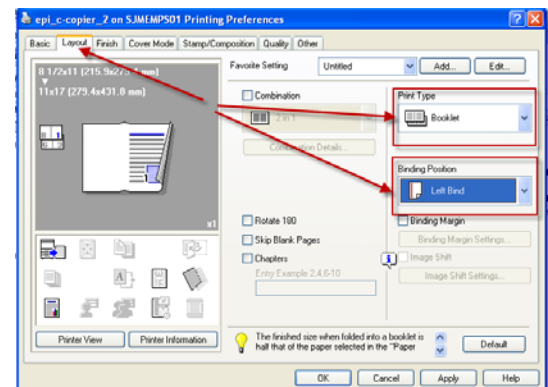 epi_c-copier_2 on SJMEMPS01 Printing Preferences
Basic Layout Finish Cover Mode Stamp/Composition Quality Other
8 1/2x11 (215.9x279.4 mm)
11x17 (279.4x431.8 mm)
x1
Printer View
Printer Information
Favorite Setting
Untitled
Add...
Edit...
Combination
2 in 1
Combination Details...
Rotate 180
Skip Blank Pages
Chapters
Entry Example 2,4,6-10
Print Type
Booklet
Binding Position
Left Bind
Binding Margin
Binding Margin Settings...
Image Shift
Image Shift Settings...
The finished size when folded into a booklet is
half that of the paper selected in the "Paper
Default
OK
Cancel
Apply
Help